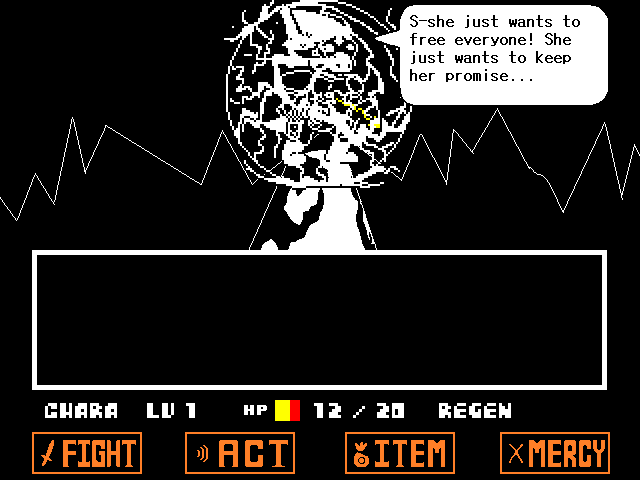 S-she just wants to
free everyone! She
just wants to keep
her promise...
CHARA LV 1 HP 12 / 20 REGEN
FIGHT ACT ITEM MERCY